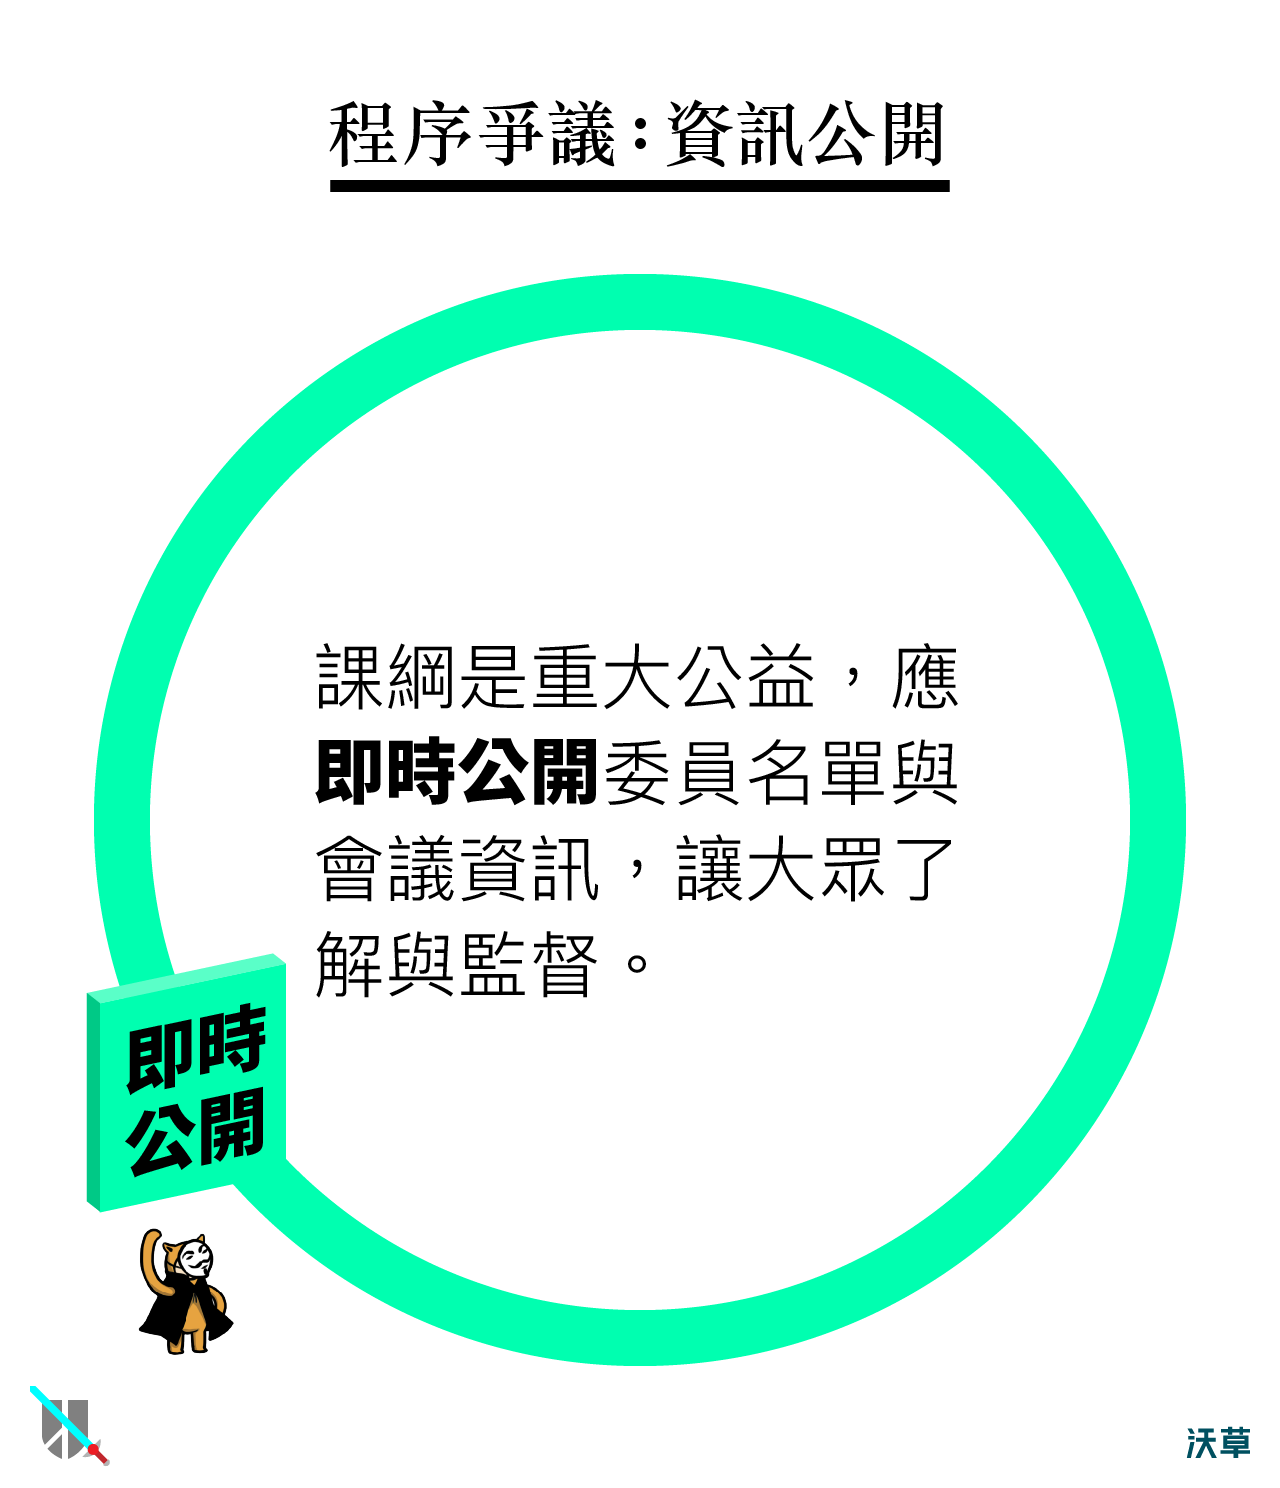 程序爭議：資訊公開
課綱是重大公益，應
即時公開委員名單與
會議資訊，讓大眾了
解與監督。
即時
公開
沃草